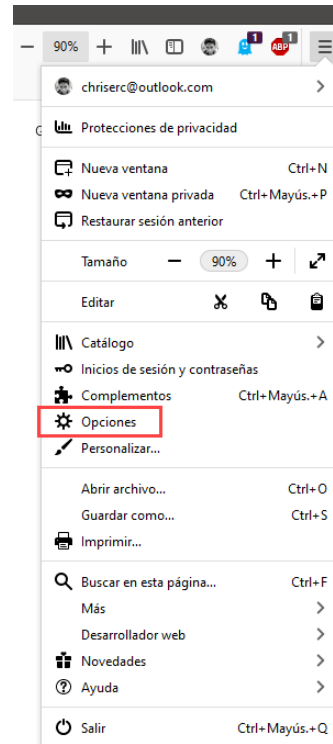 90%
1
1
ABP
chriserc@outlook.com
G
Protecciones de privacidad
Nueva ventana Ctrl+N
Nueva ventana privada Ctrl+Mayús.+P
Restaurar sesión anterior
Tamaño 90%
Editar
Catálogo
Inicios de sesión y contraseñas
Complementos Ctrl+Mayús.+A
Opciones
Personalizar...
Abrir archivo... Ctrl+O
Guardar como... Ctrl+S
Imprimir...
Buscar en esta página... Ctrl+F
Más
Desarrollador web
Novedades
Ayuda
Salir Ctrl+Mayús.+Q